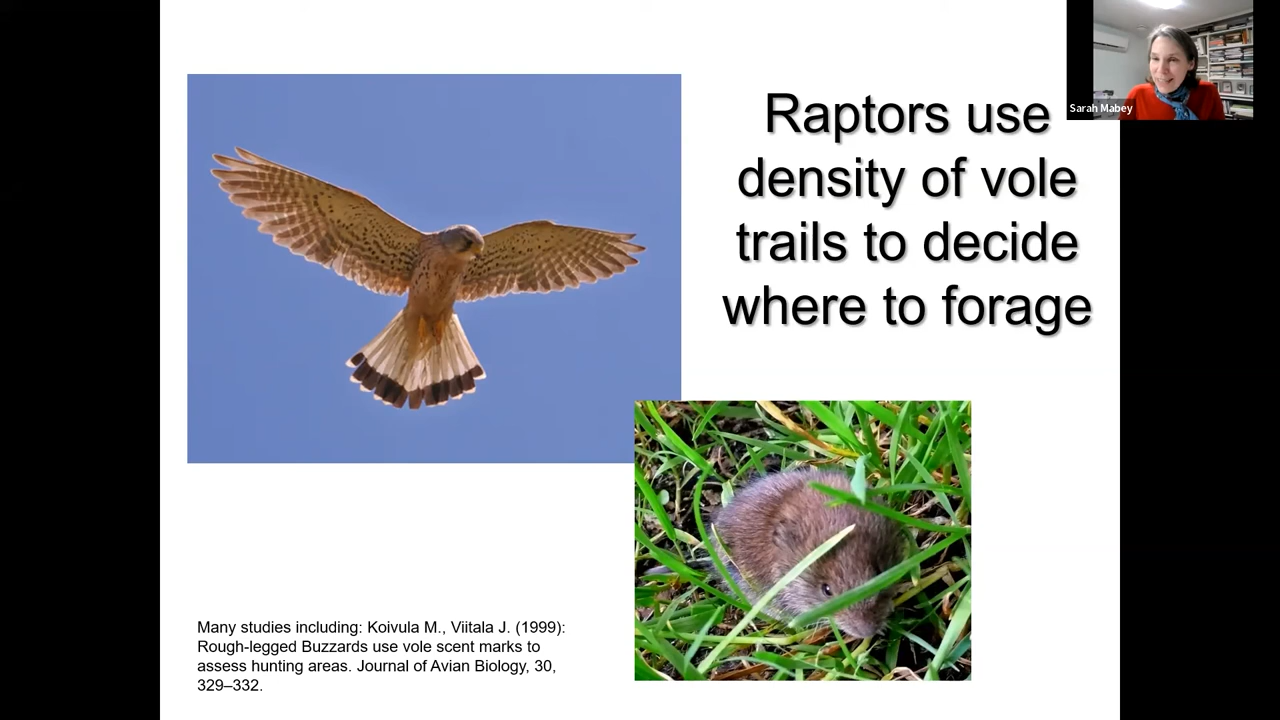 Raptors use
density of vole
trails to decide
where to forage
Sarah Mabey
Many studies including: Koivula M., Viitala J. (1999):
Rough-legged Buzzards use vole scent marks to
assess hunting areas. Journal of Avian Biology, 30,
329–332.